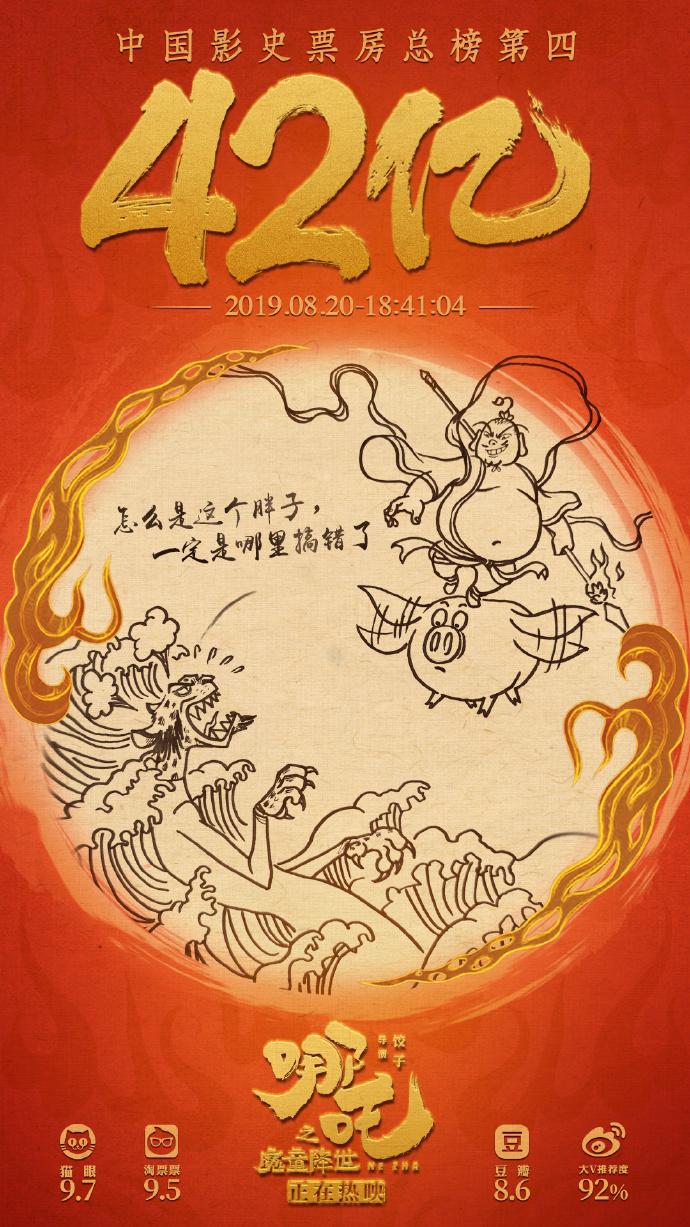 中国影史票房总榜第四
42亿
2019.08.20-18:41:04
怎么是这个胖子，
一定是哪里搞错了
哪吒
导演 饺子
之
魔童降世 NE ZHA
正在热映
猫眼
9.7
淘票票
9.5
豆
豆瓣
8.6
大V推荐度
92%